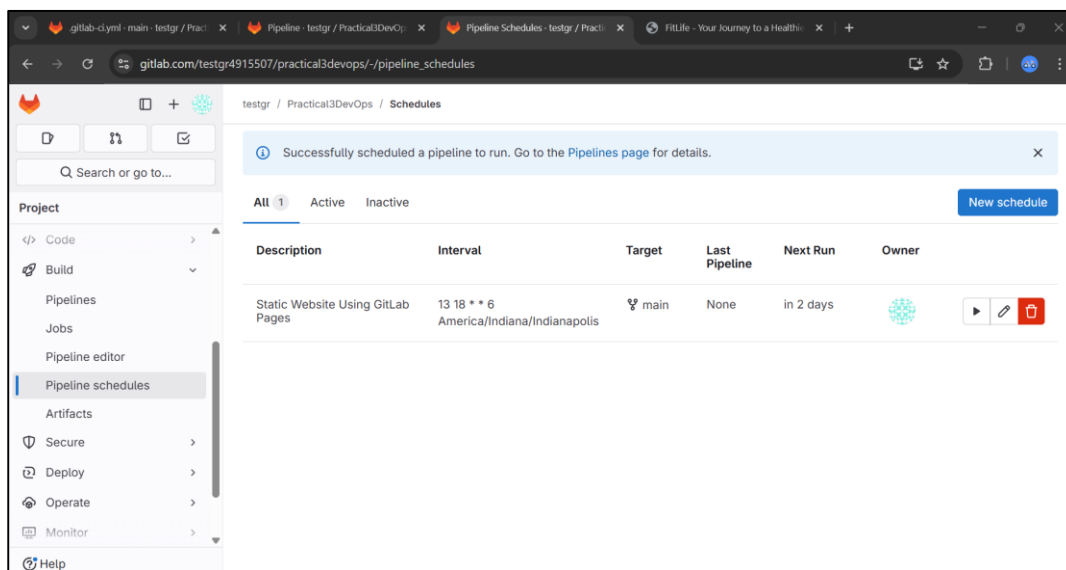 .gitlab-ci.yml · main · testgr / Pract
Pipeline · testgr / Practical3DevOp
Pipeline Schedules · testgr / Practi
FitLife - Your Journey to a Healthie
gitlab.com/testgr4915507/practical3devops/-/pipeline_schedules
testgr / Practical3DevOps / Schedules
Search or go to...
Project
Code
Build
Pipelines
Jobs
Pipeline editor
Pipeline schedules
Artifacts
Secure
Deploy
Operate
Monitor
Help
Successfully scheduled a pipeline to run. Go to the Pipelines page for details.
All 1 Active Inactive
New schedule
Description Interval Target Last Pipeline Next Run Owner
Static Website Using GitLab Pages
13 18 * * 6
America/Indiana/Indianapolis
main
None
in 2 days